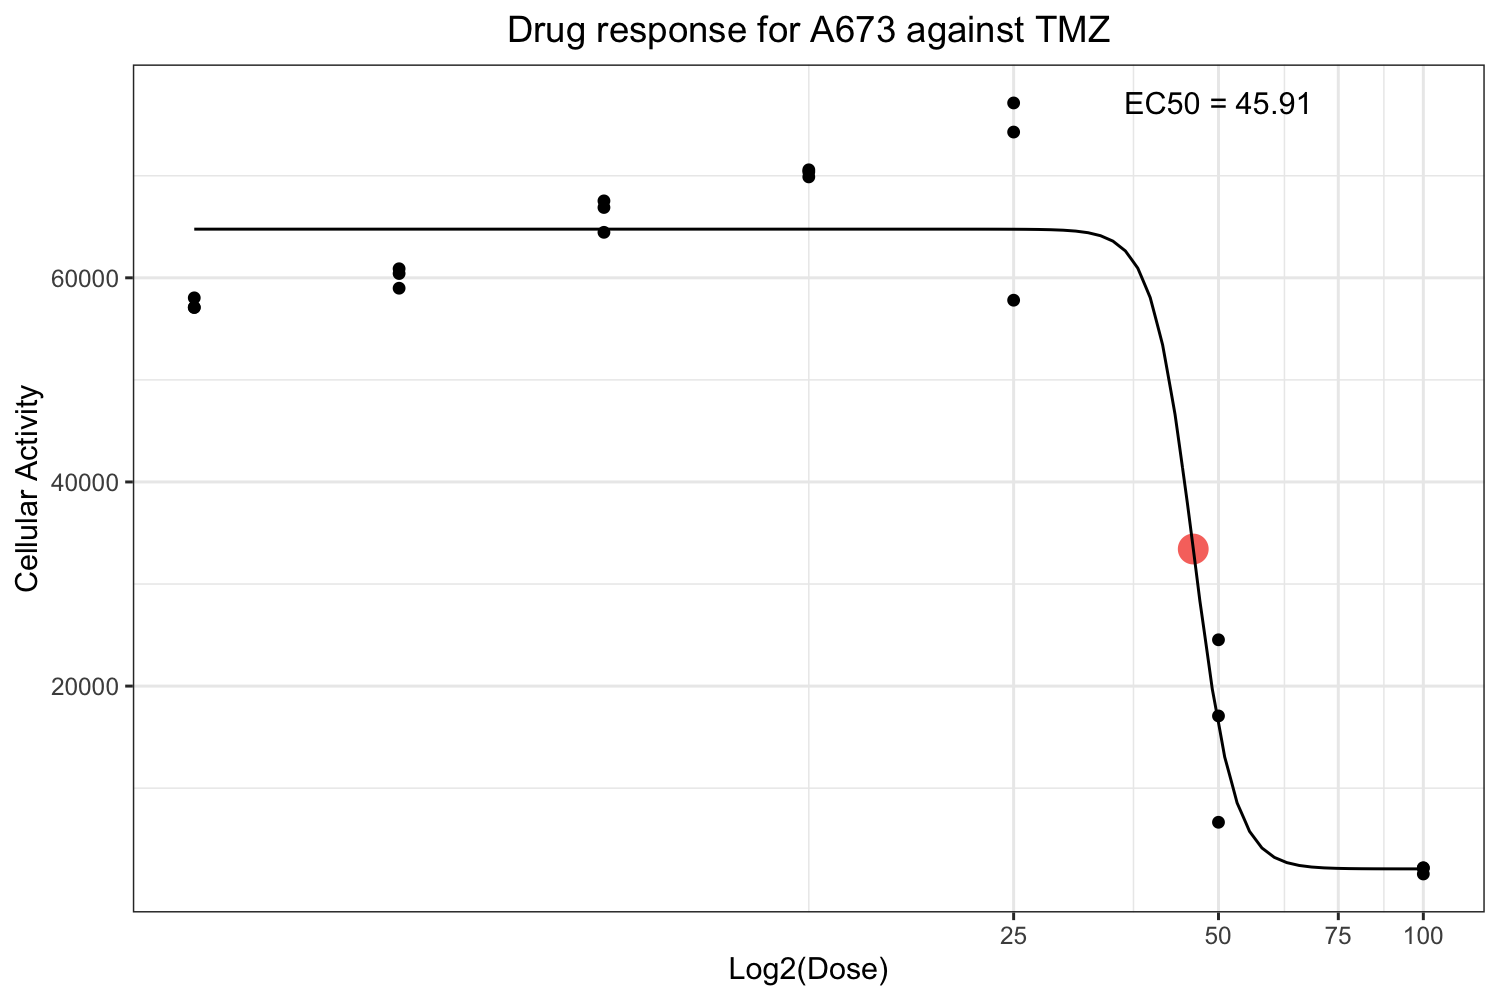 Drug response for A673 against TMZ
EC50 = 45.91
Cellular Activity
60000
40000
20000
25 50 75 100
Log2(Dose)